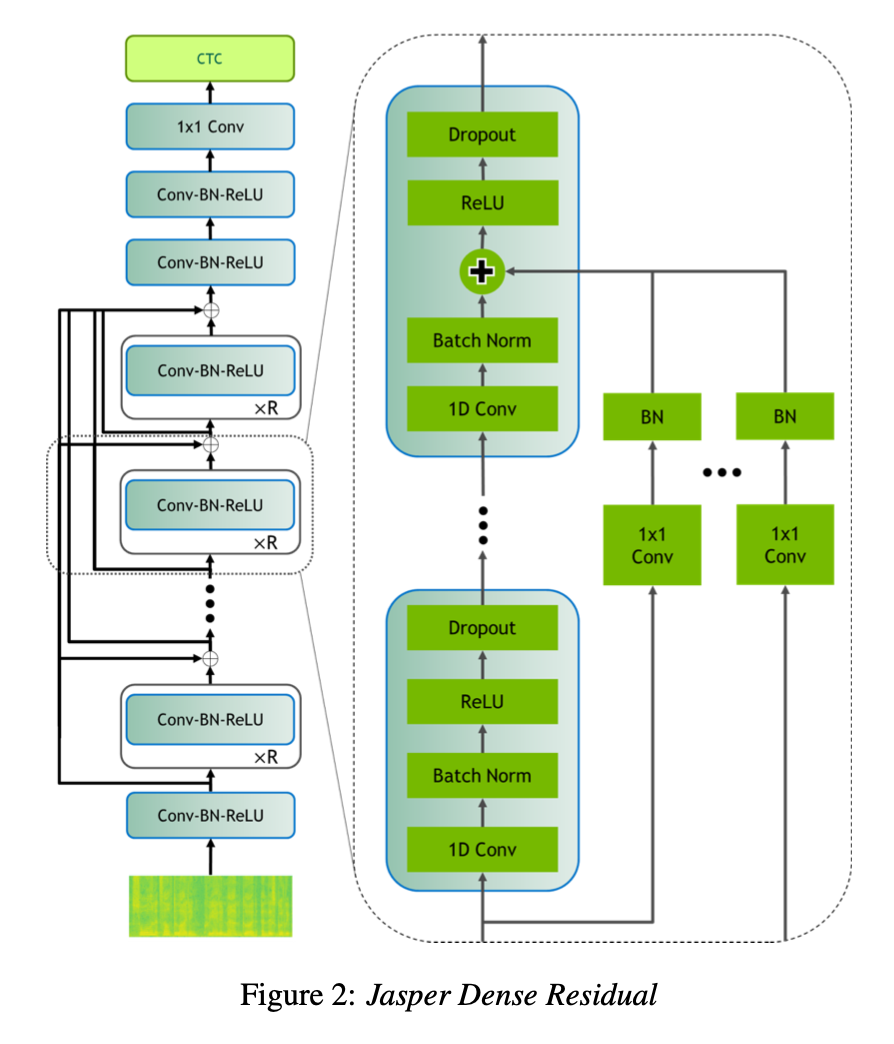 CTC
1x1 Conv
Conv-BN-ReLU
Conv-BN-ReLU
Conv-BN-ReLU
×R
Conv-BN-ReLU
×R
Conv-BN-ReLU
×R
Conv-BN-ReLU
Dropout
ReLU
+
Batch Norm
1D Conv
BN
BN
1x1
Conv
1x1
Conv
Dropout
ReLU
Batch Norm
1D Conv
Figure 2: Jasper Dense Residual